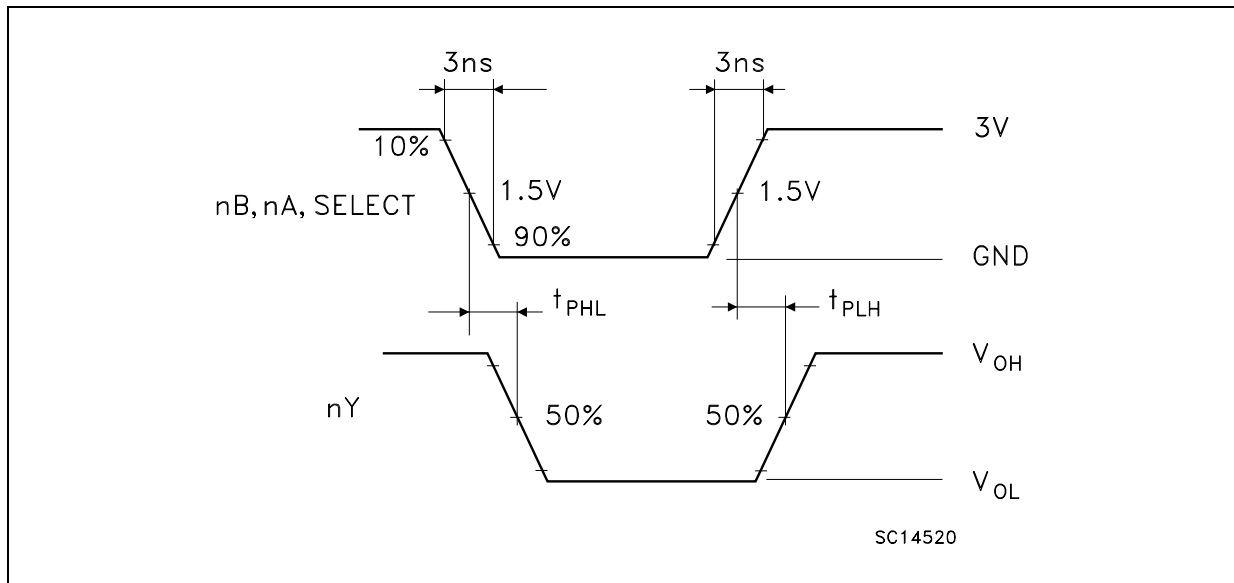 3ns 3ns
3V
10%
1.5V 1.5V
nB, nA, SELECT
90%
GND
tPHL tPLH
VOH
nY
50% 50%
VOL
SC14520